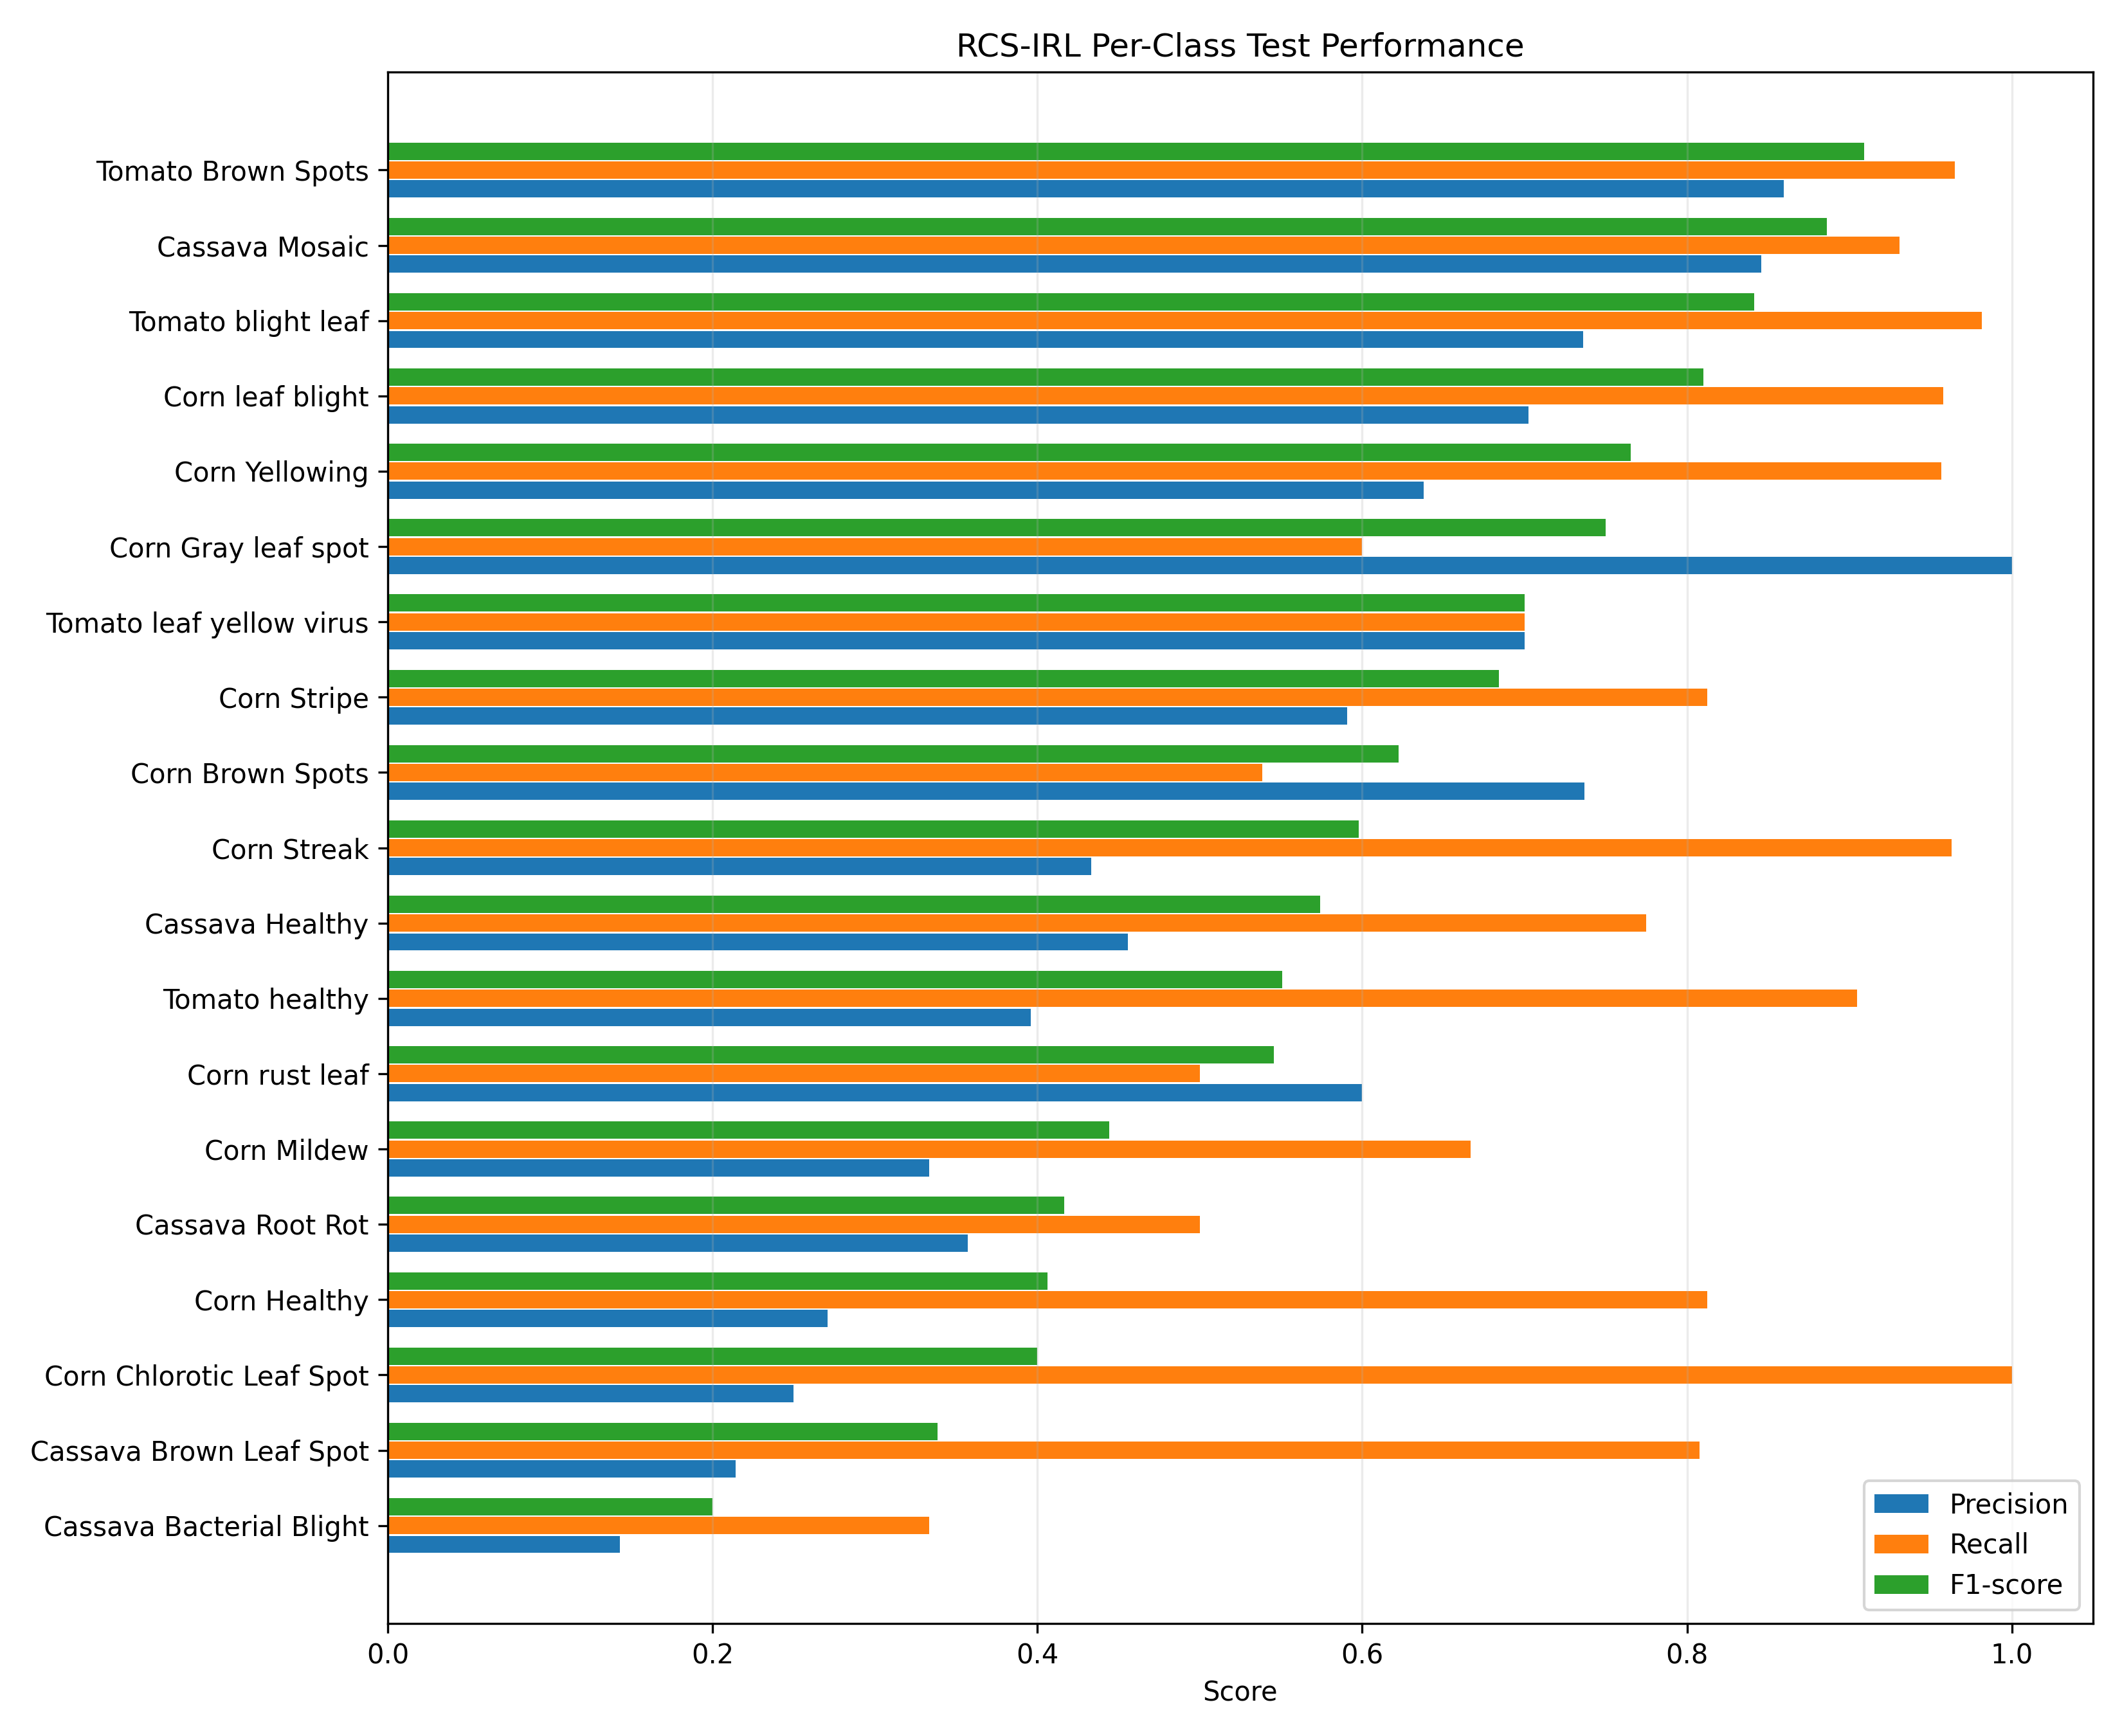 RCS-IRL Per-Class Test Performance
Tomato Brown Spots
Cassava Mosaic
Tomato blight leaf
Corn leaf blight
Corn Yellowing
Corn Gray leaf spot
Tomato leaf yellow virus
Corn Stripe
Corn Brown Spots
Corn Streak
Cassava Healthy
Tomato healthy
Corn rust leaf
Corn Mildew
Cassava Root Rot
Corn Healthy
Corn Chlorotic Leaf Spot
Cassava Brown Leaf Spot
Cassava Bacterial Blight
Precision
Recall
F1-score
0.0 0.2 0.4 0.6 0.8 1.0
Score